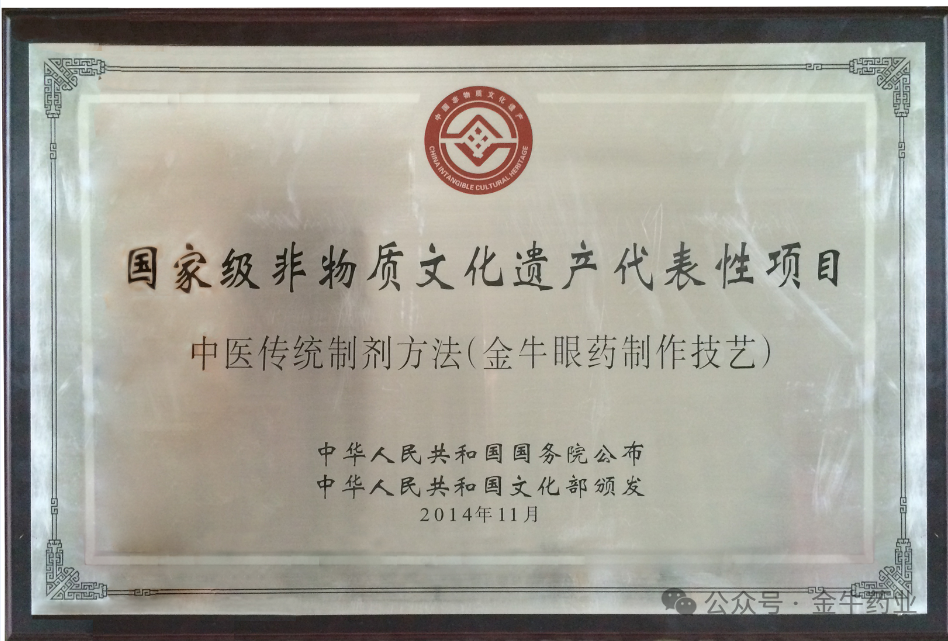 中国非物质文化遗产
CHINA INTANGIBLE CULTURAL HERITAGE
国家级非物质文化遗产代表性项目
中医传统制剂方法(金牛眼药制作技艺)
中华人民共和国国务院公布
中华人民共和国文化部颁发
2014年11月
公众号·金牛药业